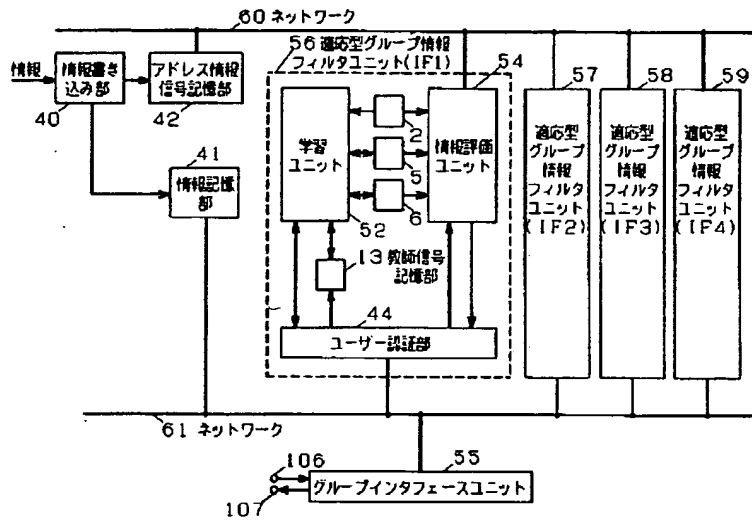 60 ネットワーク
56 適応型グループ情報
フィルタユニット(IF1)
54
57
58
59
情報
情報書き
込み部
40
アドレス情報
信号記憶部
42
41
情報記憶
部
学習
ユニット
52
2
5
6
情報評価
ユニット
13 教師信号
記憶部
44
ユーザー認証部
適応型
グループ
情報
フィルタ
ユニット
(IF2)
適応型
グループ
情報
フィルタ
ユニット
(IF3)
適応型
グループ
情報
フィルタ
ユニット
(IF4)
61 ネットワーク
106
107
55
グループインタフェースユニット